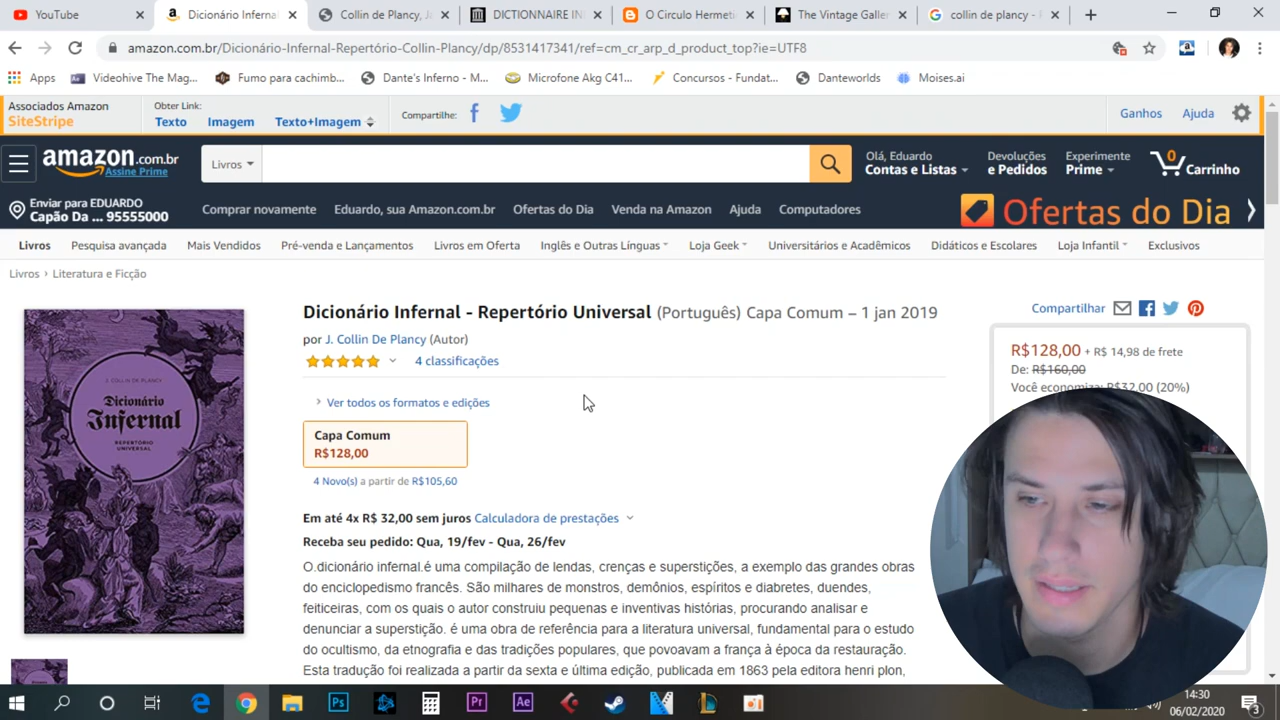 YouTube
Dicionário Inferna
Collin de Plancy, J
DICTIONNAIRE IN
O Circulo Hermeti
The Vintage Galler
collin de plancy -
amazon.com.br/Dicionário-Infernal-Repertório-Collin-Plancy/dp/8531417341/ref=cm_cr_arp_d_product_top?ie=UTF8
Apps
Videohive The Mag...
Fumo para cachimb...
Dante's Inferno - M...
Microfone Akg C41...
Concursos - Fundat...
Danteworlds
Moises.ai
Associados Amazon
SiteStripe
Obter Link:
Texto
Imagem
Texto+Imagem
Compartilhe:
Ganhos
Ajuda
amazon.com.br
Assine Prime
Livros
Olá, Eduardo
Contas e Listas
Devoluções
e Pedidos
Experimente
Prime
0
Carrinho
Enviar para EDUARDO
Capão Da ... 95555000
Comprar novamente
Eduardo, sua Amazon.com.br
Ofertas do Dia
Venda na Amazon
Ajuda
Computadores
Ofertas do Dia
Livros
Pesquisa avançada
Mais Vendidos
Pré-venda e Lançamentos
Livros em Oferta
Inglês e Outras Línguas
Loja Geek
Universitários e Acadêmicos
Didáticos e Escolares
Loja Infantil
Exclusivos
Livros › Literatura e Ficção
J. COLLIN DE PLANCY
Dicionário
Infernal
REPERTÓRIO
UNIVERSAL
Dicionário Infernal - Repertório Universal (Português) Capa Comum – 1 jan 2019
por J. Collin De Plancy (Autor)
4 classificações
Ver todos os formatos e edições
Capa Comum
R$128,00
4 Novo(s) a partir de R$105,60
Em até 4x R$ 32,00 sem juros Calculadora de prestações
Receba seu pedido: Qua, 19/fev - Qua, 26/fev
O.dicionário infernal.é uma compilação de lendas, crenças e superstições, a exemplo das grandes obras
do enciclopedismo francês. São milhares de monstros, demônios, espíritos e diabretes, duendes,
feiticeiras, com os quais o autor construiu pequenas e inventivas histórias, procurando analisar e
denunciar a superstição. é uma obra de referência para a literatura universal, fundamental para o estudo
do ocultismo, da etnografia e das tradições populares, que povoavam a frança à época da restauração.
Esta tradução foi realizada a partir da sexta e última edição, publicada em 1863 pela editora henri plon,
Compartilhar
R$128,00 + R$ 14,98 de frete
De: R$160,00
Você economiza: R$32,00 (20%)
14:30
06/02/2020
3